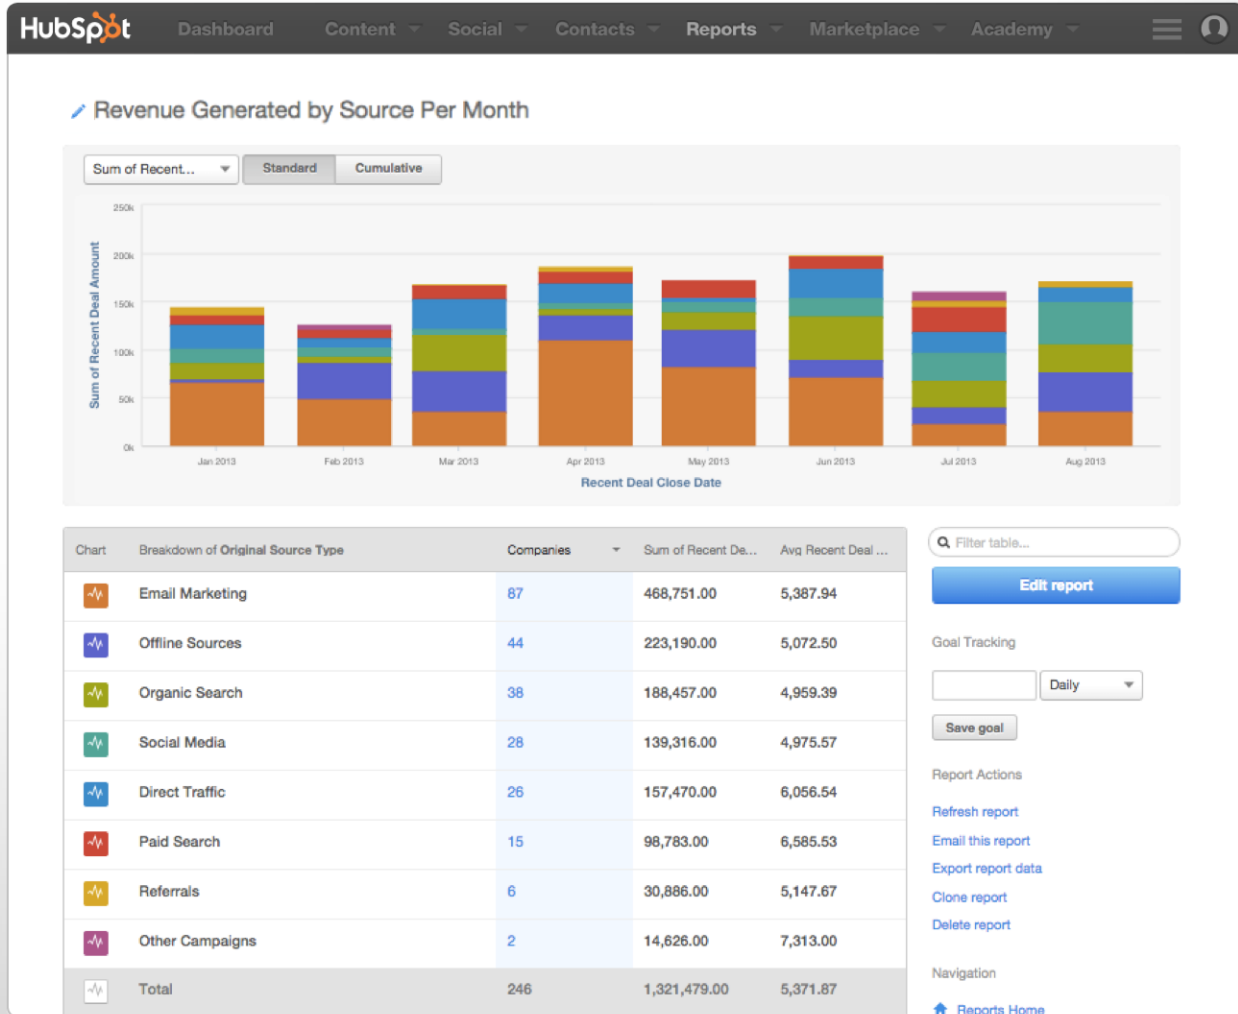 HubSpot Dashboard Content Social Contacts Reports Marketplace Academy
Revenue Generated by Source Per Month
Sum of Recent... Standard Cumulative
250k
200k
150k
100k
50k
0k
Sum of Recent Deal Amount
Jan 2013 Feb 2013 Mar 2013 Apr 2013 May 2013 Jun 2013 Jul 2013 Aug 2013
Recent Deal Close Date
Chart Breakdown of Original Source Type Companies Sum of Recent De... Avg Recent Deal ...
Email Marketing 87 468,751.00 5,387.94
Offline Sources 44 223,190.00 5,072.50
Organic Search 38 188,457.00 4,959.39
Social Media 28 139,316.00 4,975.57
Direct Traffic 26 157,470.00 6,056.54
Paid Search 15 98,783.00 6,585.53
Referrals 6 30,886.00 5,147.67
Other Campaigns 2 14,626.00 7,313.00
Total 246 1,321,479.00 5,371.87
Filter table...
Edit report
Goal Tracking
Daily
Save goal
Report Actions
Refresh report
Email this report
Export report data
Clone report
Delete report
Navigation
Reports Home